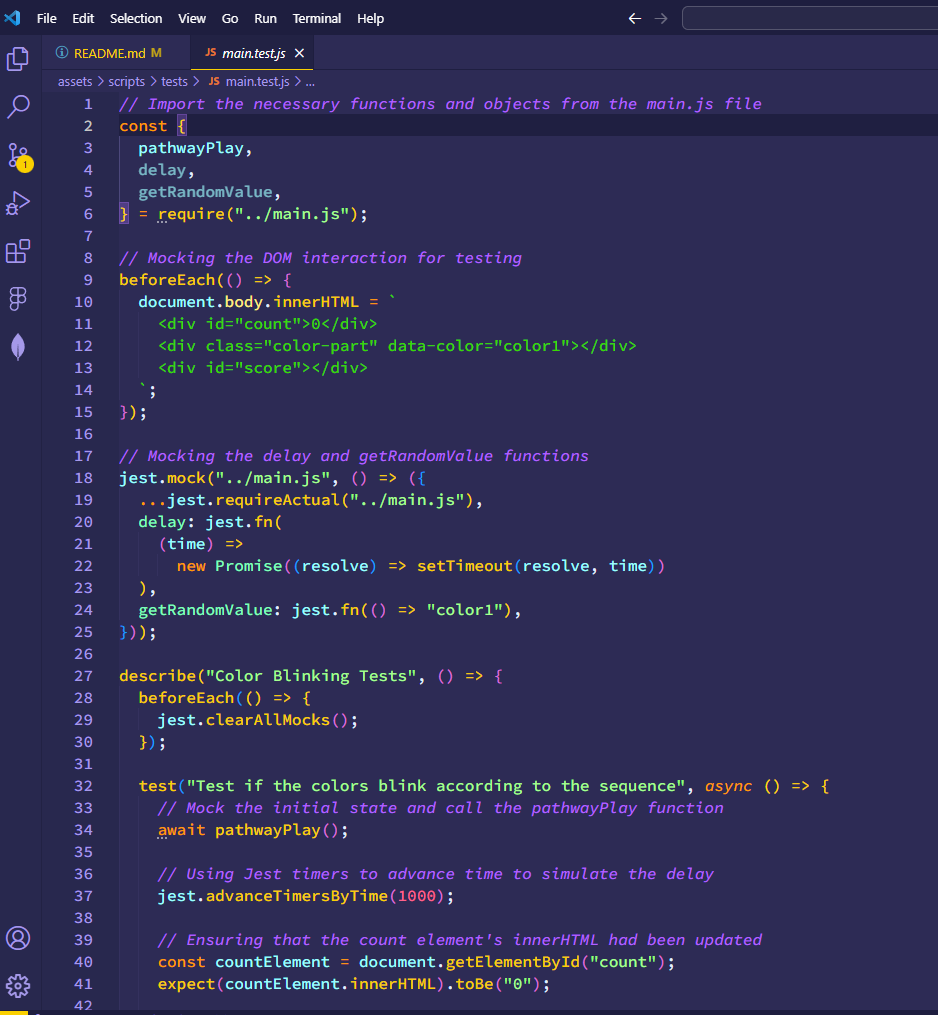 File Edit Selection View Go Run Terminal Help
README.md M
JS main.test.js
assets > scripts > tests > JS main.test.js > ...
1 // Import the necessary functions and objects from the main.js file
2 const {
3 pathwayPlay,
4 delay,
5 getRandomValue,
6 } = require("../main.js");
7
8 // Mocking the DOM interaction for testing
9 beforeEach(() => {
10 document.body.innerHTML = `
11 <div id="count">0</div>
12 <div class="color-part" data-color="color1"></div>
13 <div id="score"></div>
14 `;
15 });
16
17 // Mocking the delay and getRandomValue functions
18 jest.mock("../main.js", () => ({
19 ...jest.requireActual("../main.js"),
20 delay: jest.fn(
21 (time) =>
22 new Promise((resolve) => setTimeout(resolve, time))
23 ),
24 getRandomValue: jest.fn(() => "color1"),
25 }));
26
27 describe("Color Blinking Tests", () => {
28 beforeEach(() => {
29 jest.clearAllMocks();
30 });
31
32 test("Test if the colors blink according to the sequence", async () => {
33 // Mock the initial state and call the pathwayPlay function
34 await pathwayPlay();
35
36 // Using Jest timers to advance time to simulate the delay
37 jest.advanceTimersByTime(1000);
38
39 // Ensuring that the count element's innerHTML had been updated
40 const countElement = document.getElementById("count");
41 expect(countElement.innerHTML).toBe("0");
42
1